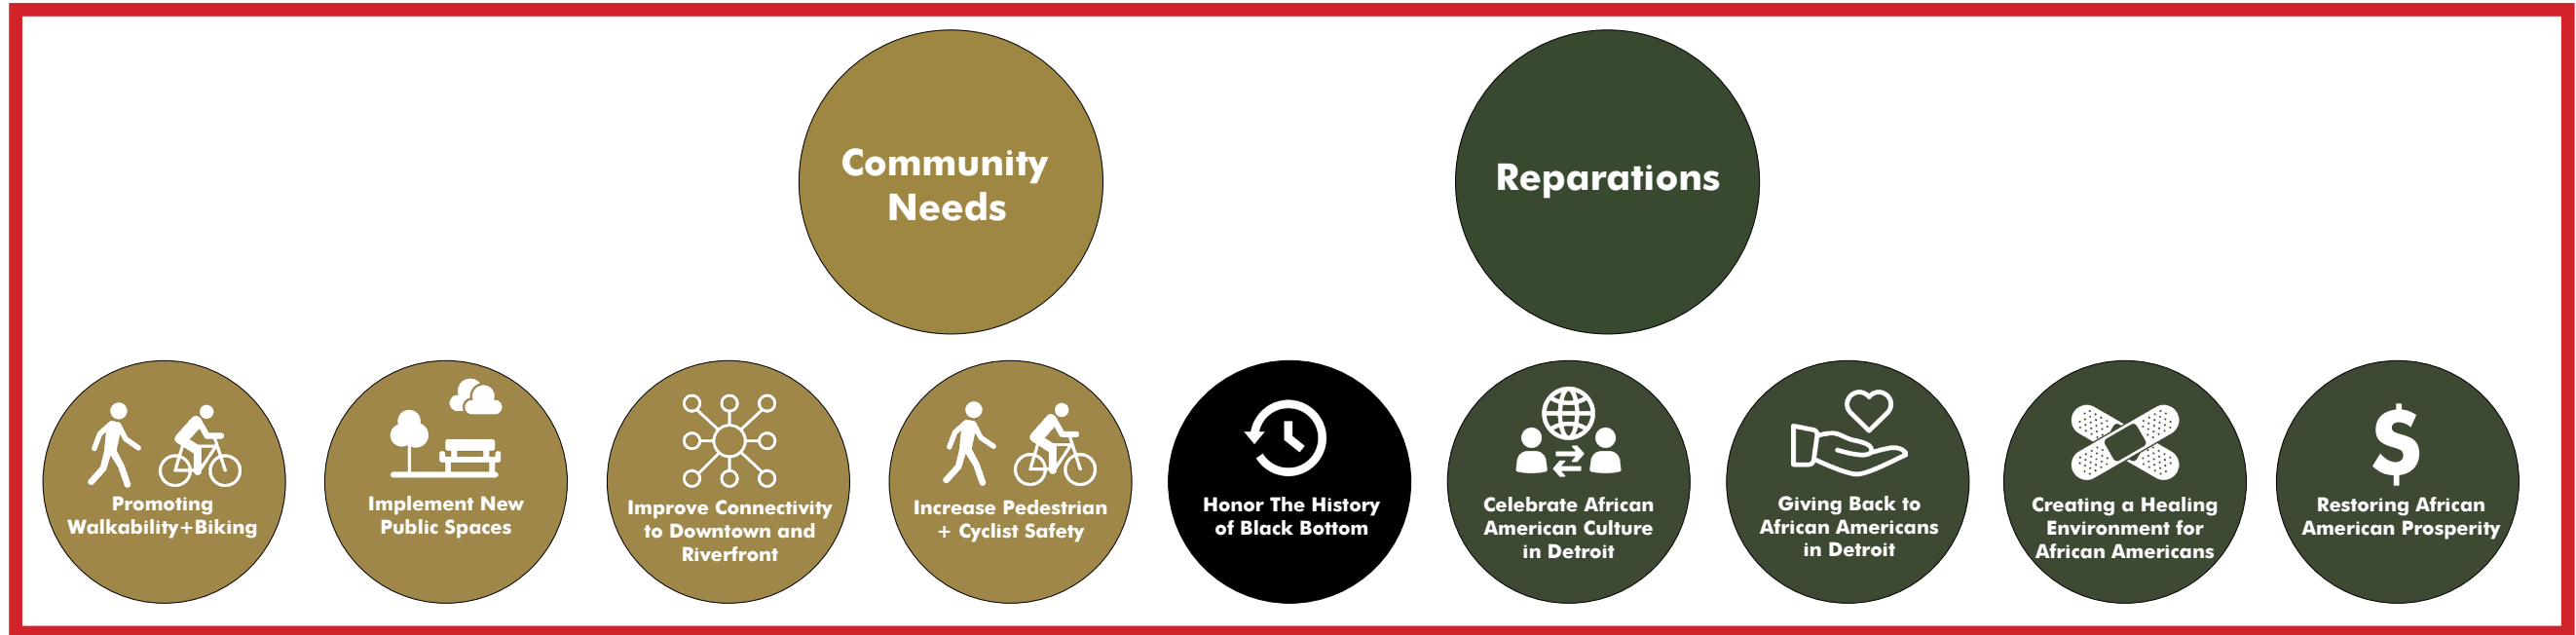 Community
Needs
Reparations
Promoting
Walkability+Biking
Implement New
Public Spaces
Improve Connectivity
to Downtown and
Riverfront
Increase Pedestrian
+ Cyclist Safety
Honor The History
of Black Bottom
Celebrate African
American Culture
in Detroit
Giving Back to
African Americans
in Detroit
Creating a Healing
Environment for
African Americans
$
Restoring African
American Prosperity